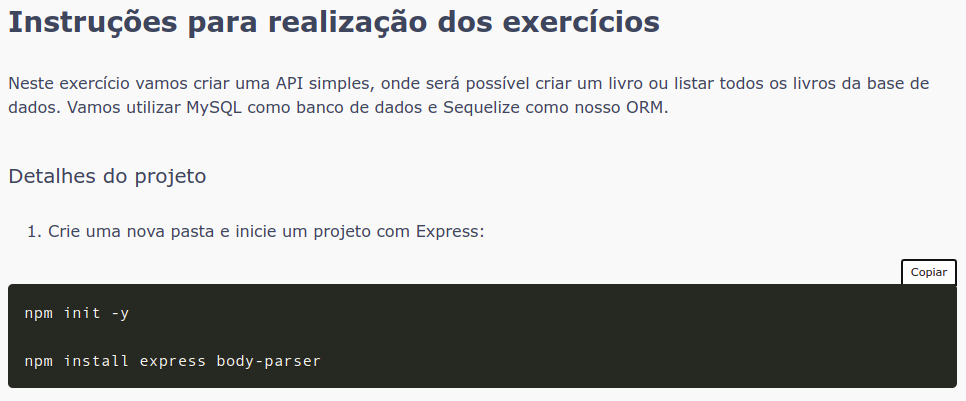 Instruções para realização dos exercícios
Neste exercício vamos criar uma API simples, onde será possível criar um livro ou listar todos os livros da base de
dados. Vamos utilizar MySQL como banco de dados e Sequelize como nosso ORM.
Detalhes do projeto
1. Crie uma nova pasta e inicie um projeto com Express:
Copiar
npm init -y
npm install express body-parser